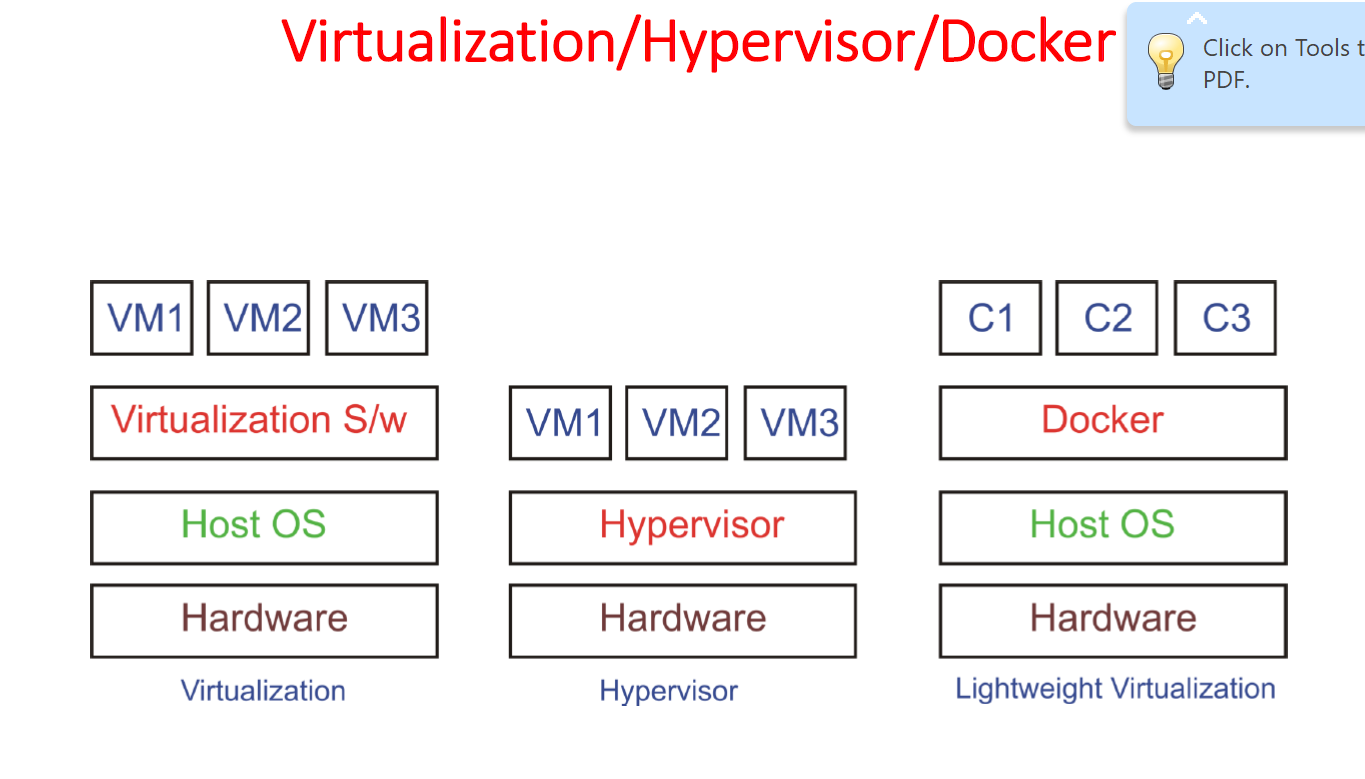 Virtualization/Hypervisor/Docker
Click on Tools t
PDF.
VM1 VM2 VM3
Virtualization S/w
Host OS
Hardware
Virtualization
VM1 VM2 VM3
Hypervisor
Hardware
Hypervisor
C1 C2 C3
Docker
Host OS
Hardware
Lightweight Virtualization